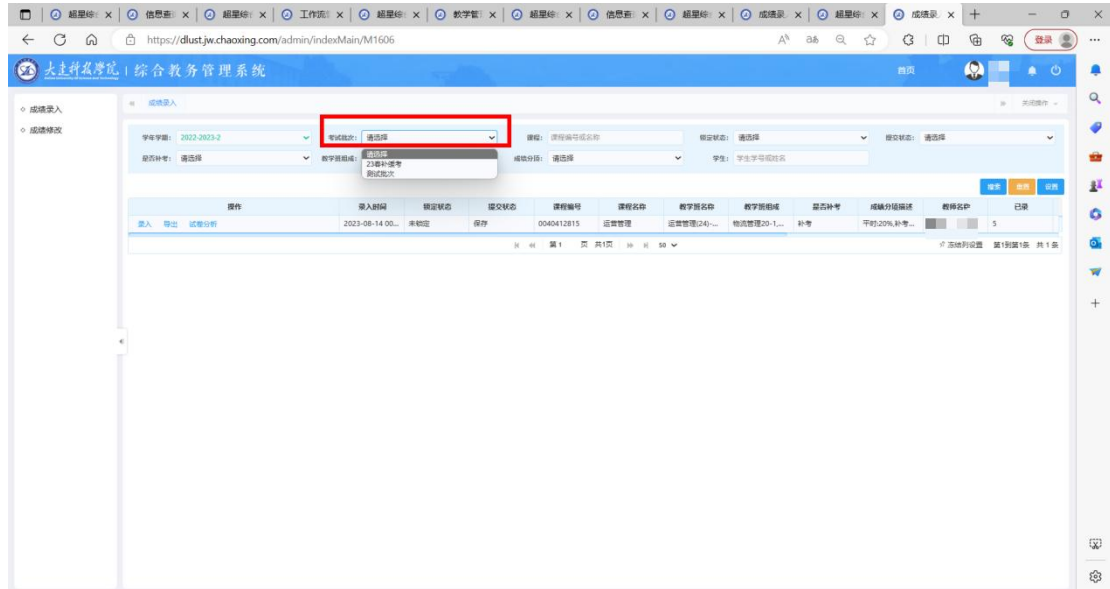 超星综 信息查 超星综 工作流 超星综 教学管 超星综 信息查 超星综 成绩录 超星综 成绩录
https://dlust.jw.chaoxing.com/admin/indexMain/M1606 登录
大连科技学院 | 综合教务管理系统 首页
成绩录入
成绩修改
成绩录入 关闭操作
学年学期: 2022-2023-2 考试批次: 请选择 课程: 课程编号或名称 锁定状态: 请选择 提交状态: 请选择
是否补考: 请选择 教学班组成: 成绩分项: 请选择 学生: 学生学号或姓名
请选择
23春补缓考
测试批次
搜索 重置 设置
操作 录入时间 锁定状态 提交状态 课程编号 课程名称 教学班名称 教学班组成 是否补考 成绩分项描述 教师名称 已录
录入 导出 试卷分析 2023-08-14 00... 未锁定 保存 0040412815 运营管理 运营管理(24)-... 物流管理20-1,... 补考 平时:20%,补考... 5
第 1 页 共1页 50 冻结列设置 第1到第1条 共 1 条